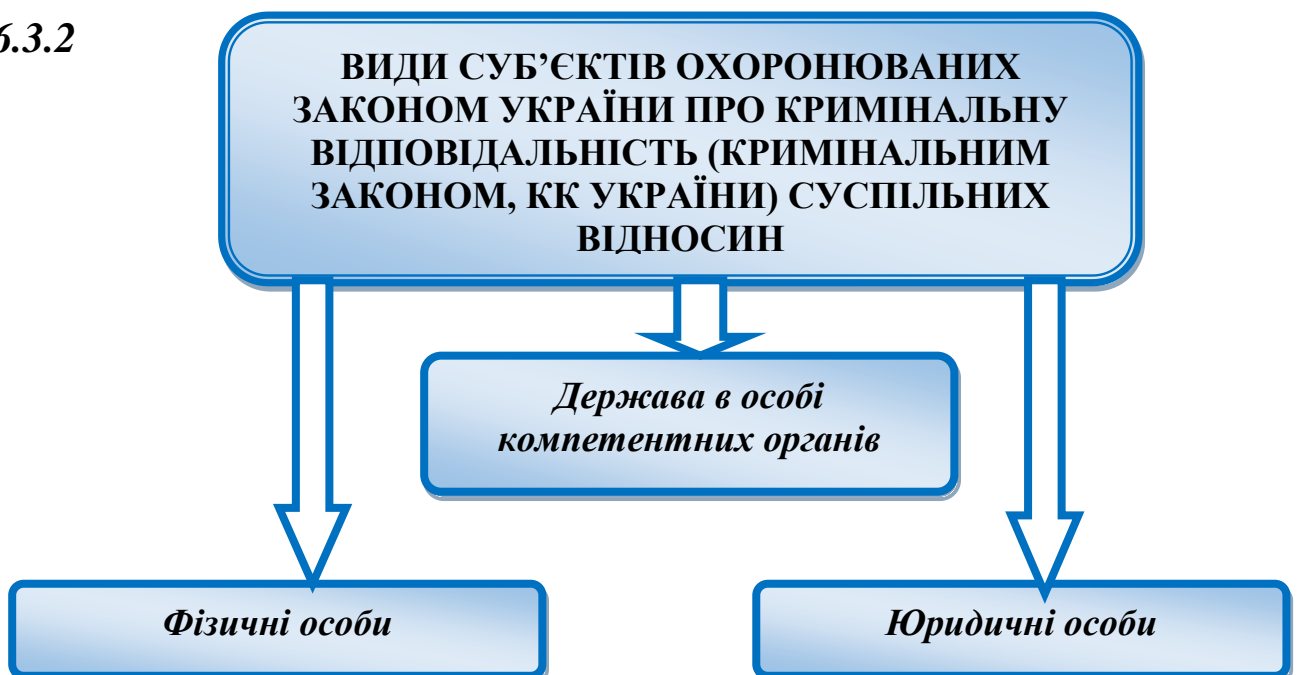 6.3.2
ВИДИ СУБ’ЄКТІВ ОХОРОНЮВАНИХ
ЗАКОНОМ УКРАЇНИ ПРО КРИМІНАЛЬНУ
ВІДПОВІДАЛЬНІСТЬ (КРИМІНАЛЬНИМ
ЗАКОНОМ, КК УКРАЇНИ) СУСПІЛЬНИХ
ВІДНОСИН
Держава в особі
компетентних органів
Фізичні особи
Юридичні особи